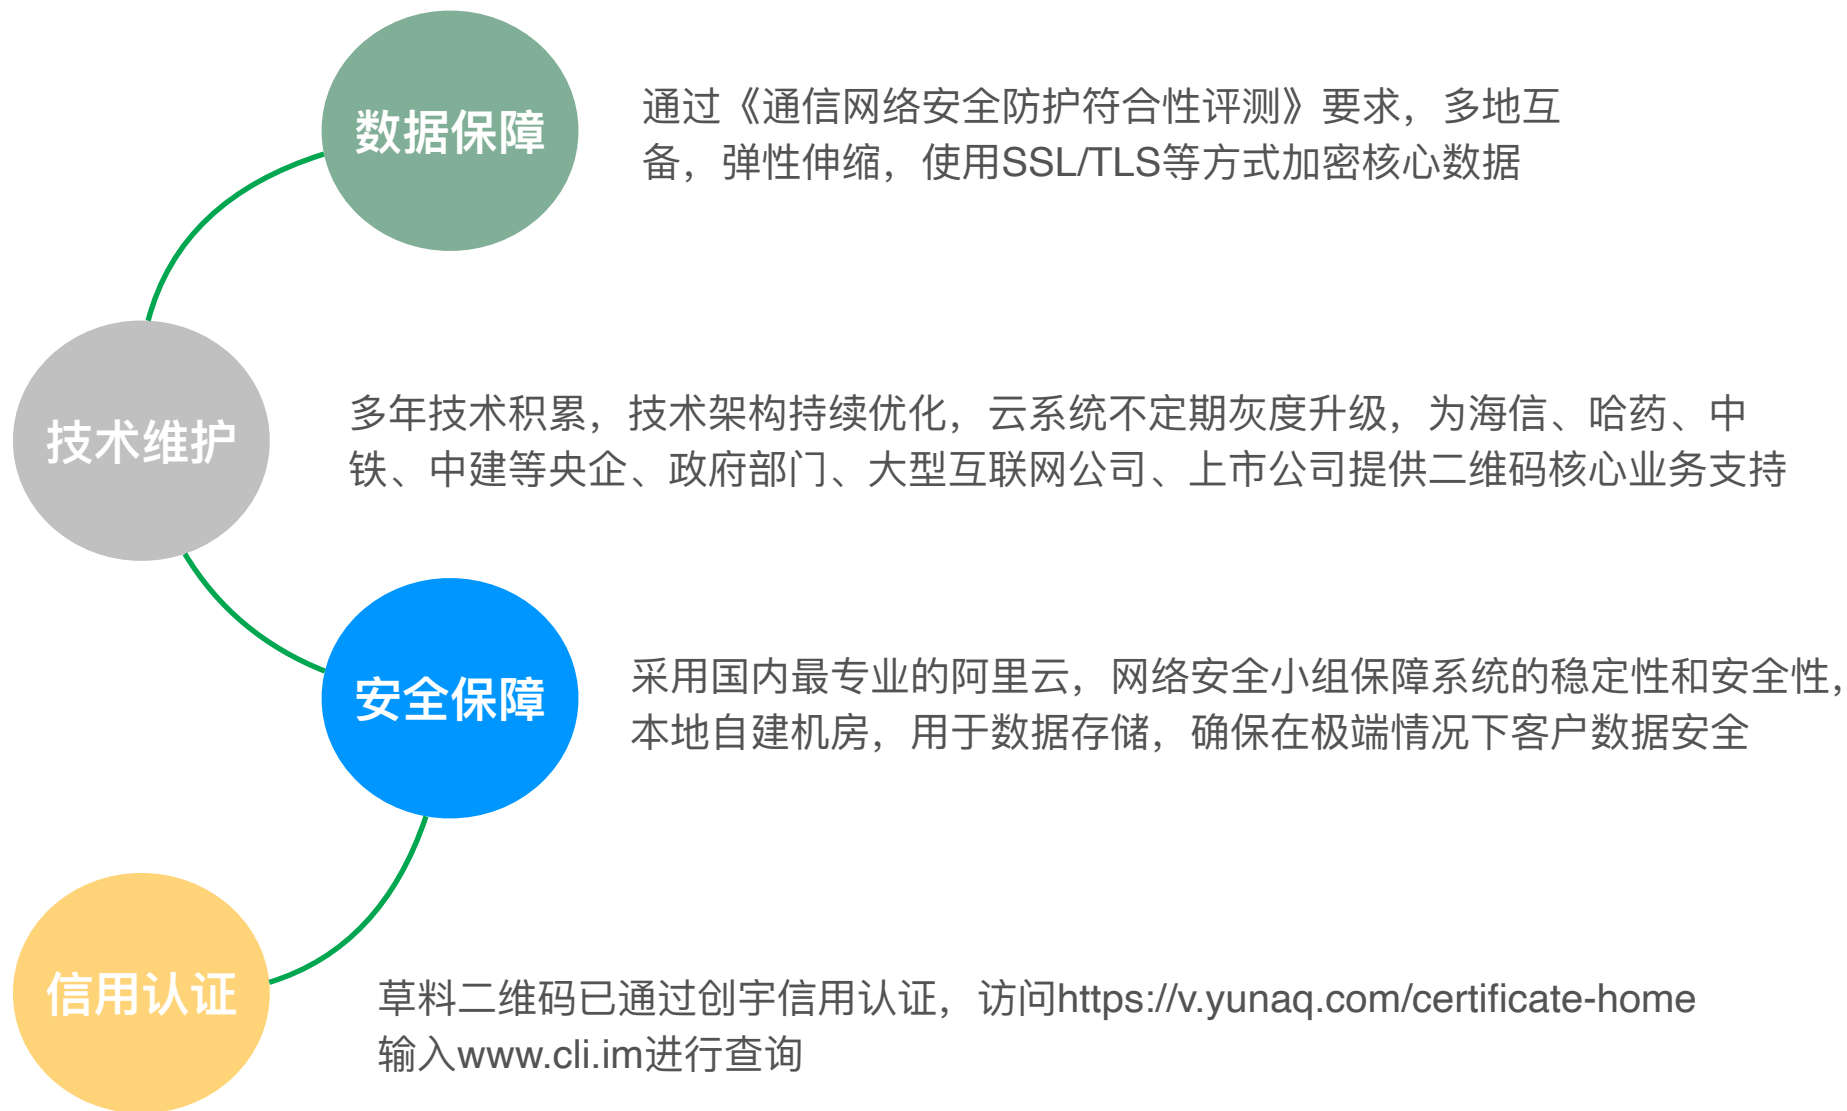 数据保障
通过《通信网络安全防护符合性评测》要求，多地互
备，弹性伸缩，使用SSL/TLS等方式加密核心数据
技术维护
多年技术积累，技术架构持续优化，云系统不定期灰度升级，为海信、哈药、中
铁、中建等央企、政府部门、大型互联网公司、上市公司提供二维码核心业务支持
安全保障
采用国内最专业的阿里云，网络安全小组保障系统的稳定性和安全性，
本地自建机房，用于数据存储，确保在极端情况下客户数据安全
信用认证
草料二维码已通过创宇信用认证，访问https://v.yunaq.com/certificate-home
输入www.cli.im进行查询